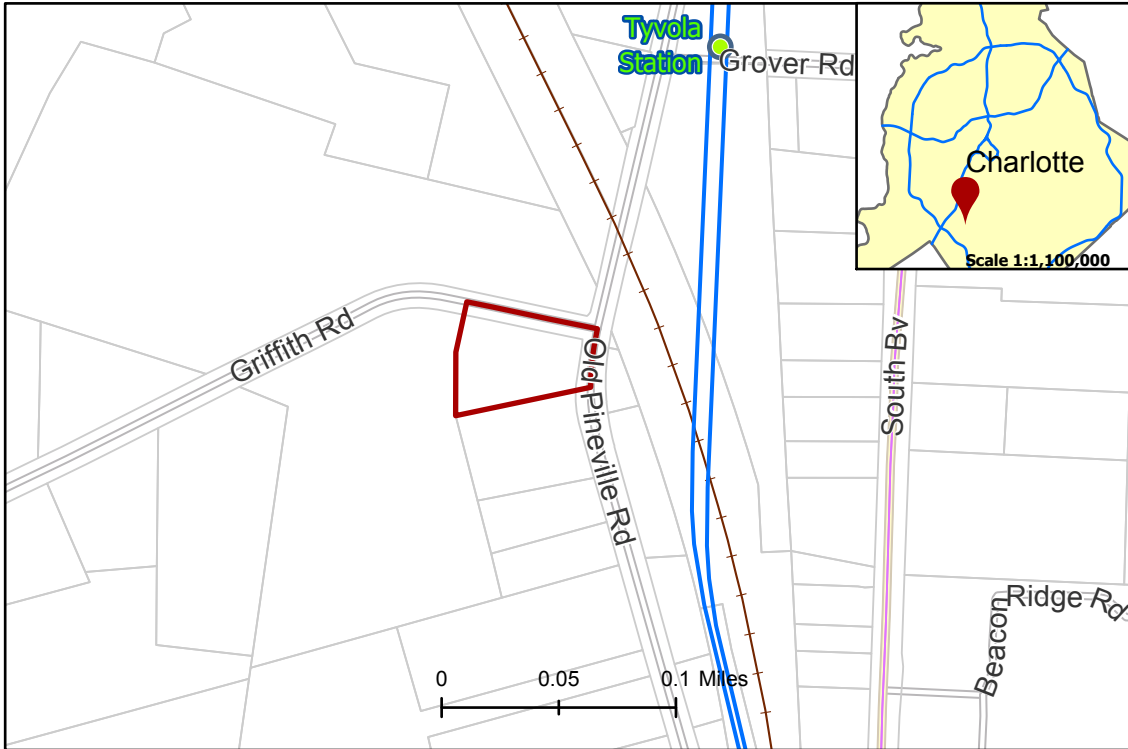 Tyvola
Station
Grover Rd
Charlotte
Scale 1:1,100,000
Griffith Rd
Old Pineville Rd
South Bv
Beacon
Ridge Rd
0 0.05 0.1 Miles